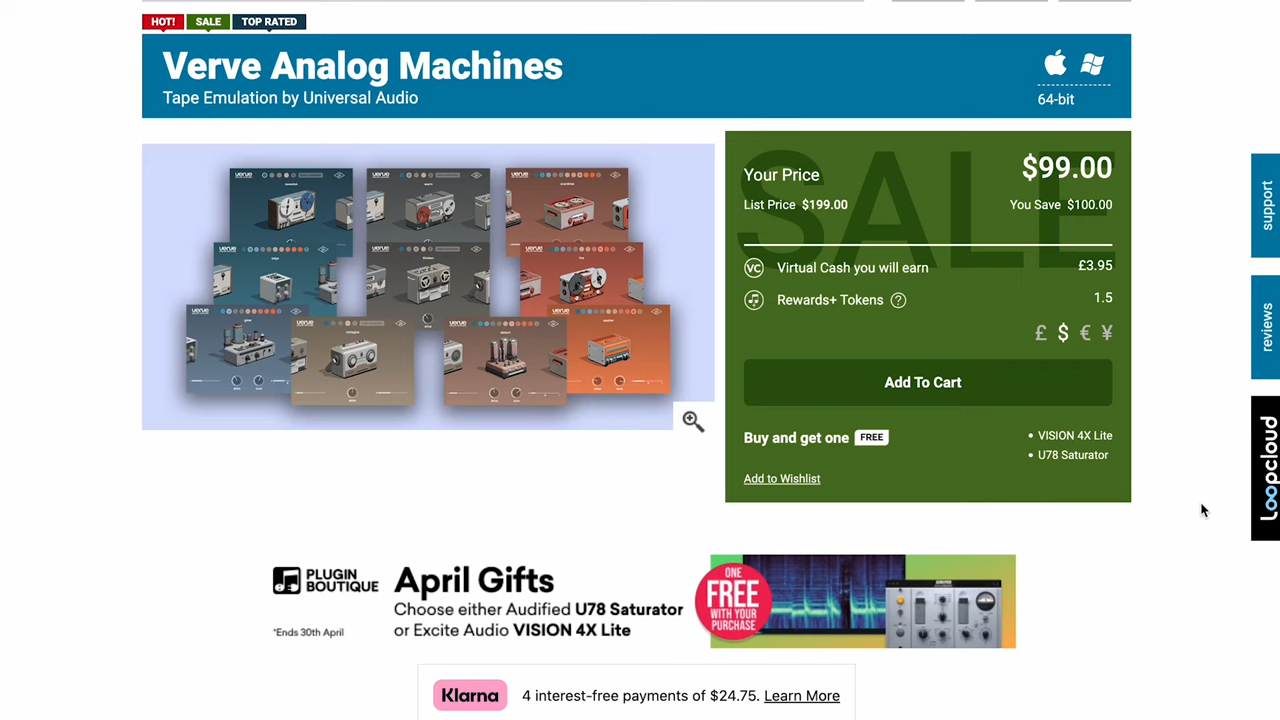 HOT!
SALE
TOP RATED
Verve Analog Machines
Tape Emulation by Universal Audio
64-bit
SALE
Your Price
$99.00
List Price $199.00
You Save $100.00
Virtual Cash you will earn
£3.95
VC
Rewards+ Tokens ?
1.5
£ $ € ¥
Add To Cart
Buy and get one FREE
• VISION 4X Lite
• U78 Saturator
Add to Wishlist
support
reviews
loopcloud
PLUGIN
BOUTIQUE
*Ends 30th April
April Gifts
Choose either Audified U78 Saturator
or Excite Audio VISION 4X Lite
ONE
FREE
WITH YOUR
PURCHASE
Klarna
4 interest-free payments of $24.75. Learn More